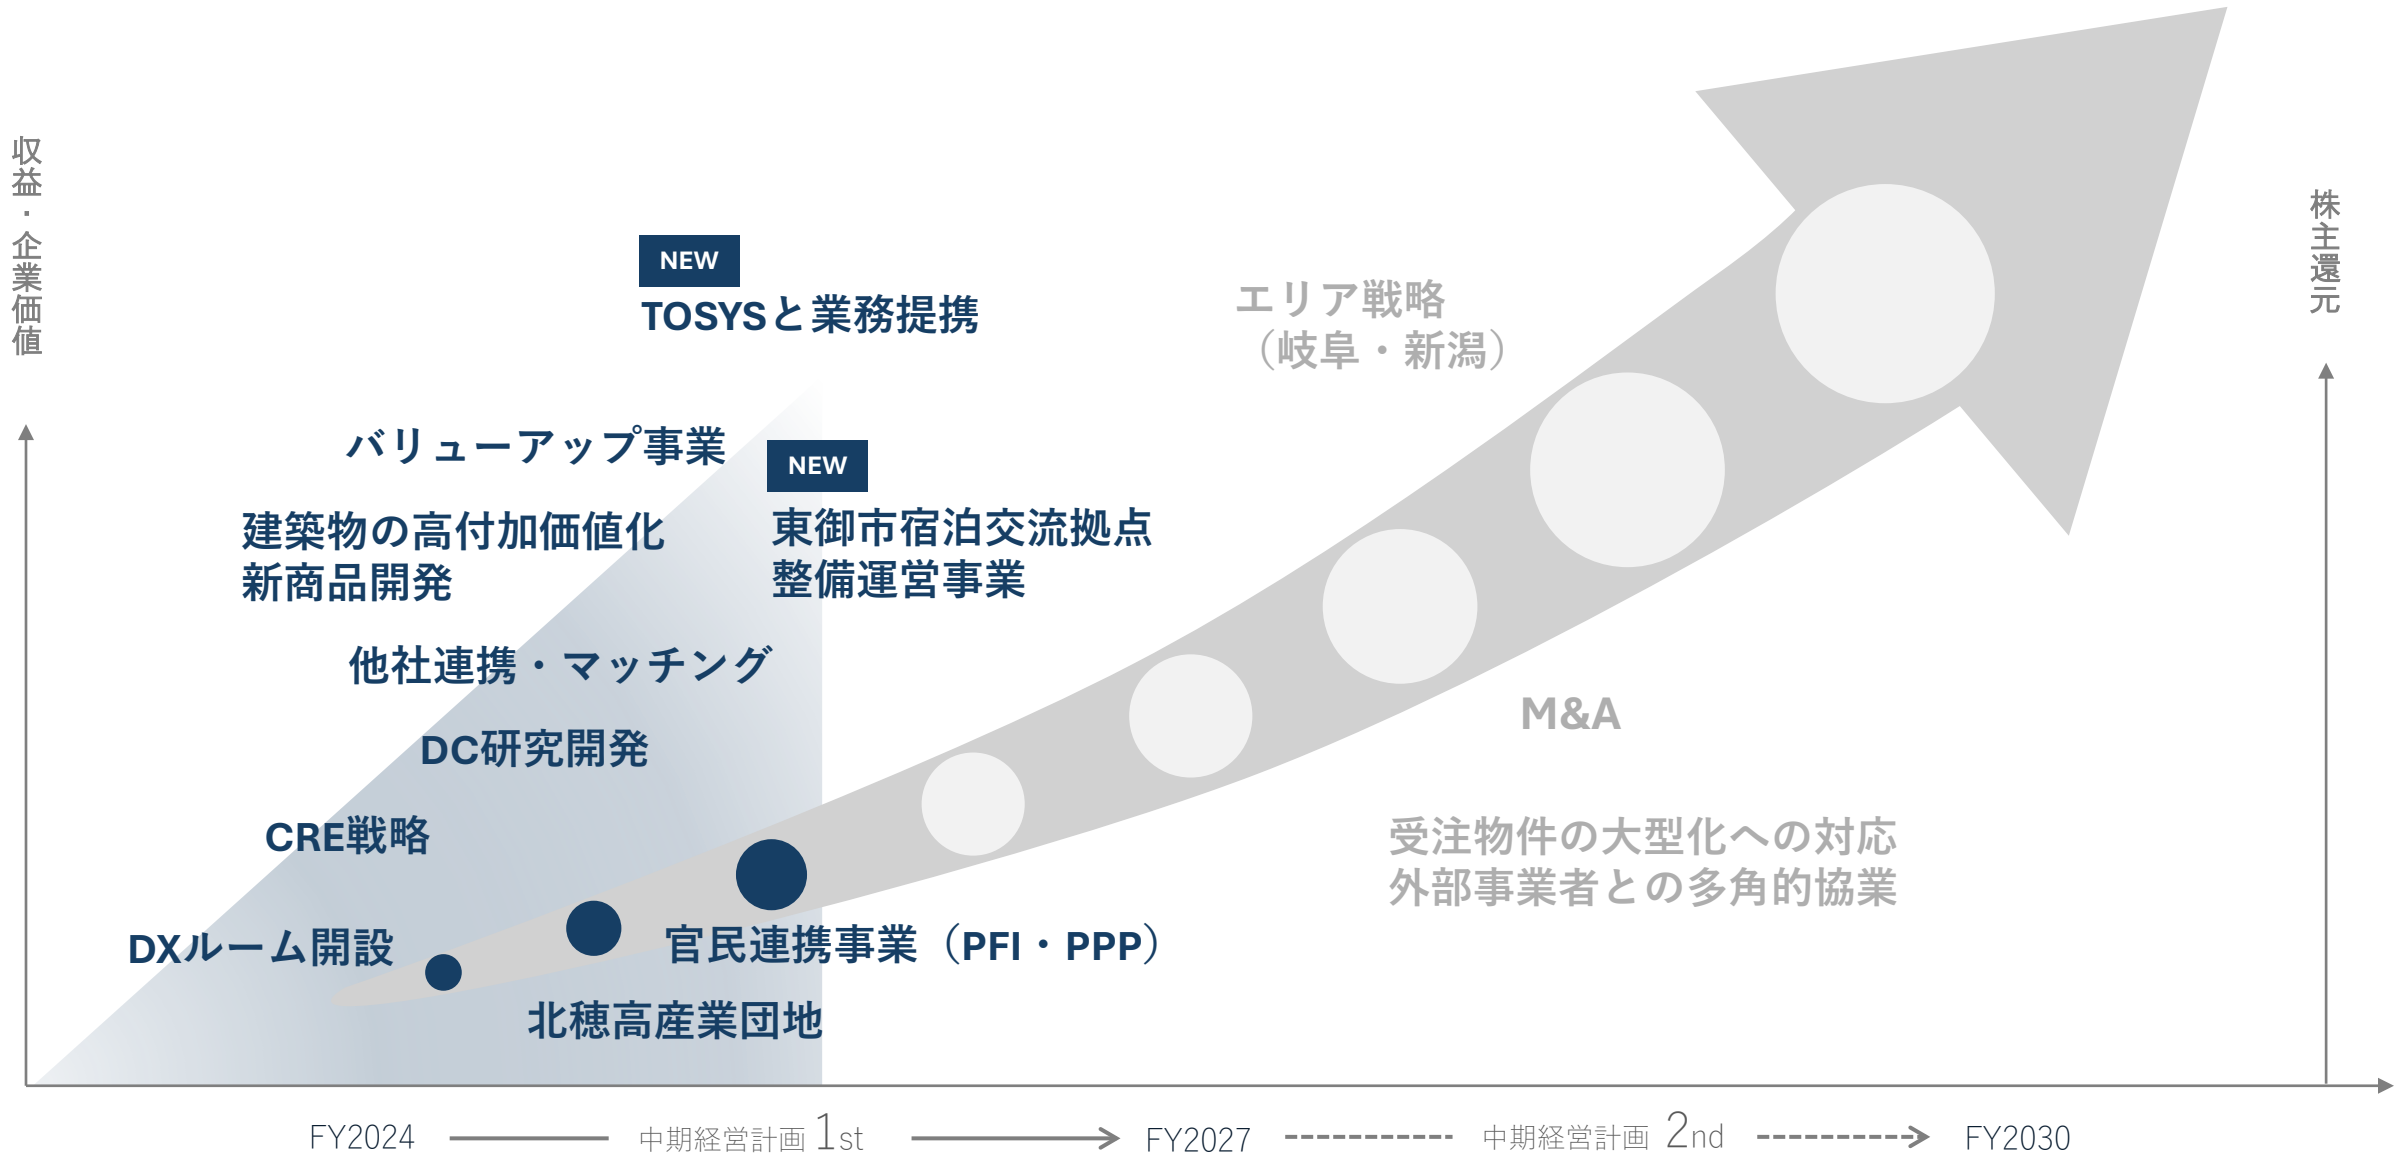 収益・企業価値
株主還元
NEW
TOSYSと業務提携
エリア戦略
（岐阜・新潟）
バリューアップ事業
NEW
建築物の高付加価値化
新商品開発
東御市宿泊交流拠点
整備運営事業
他社連携・マッチング
M&A
DC研究開発
CRE戦略
受注物件の大型化への対応
外部事業者との多角的協業
DXルーム開設
官民連携事業（PFI・PPP）
北穂高産業団地
FY2024
中期経営計画 1st
FY2027
中期経営計画 2nd
FY2030